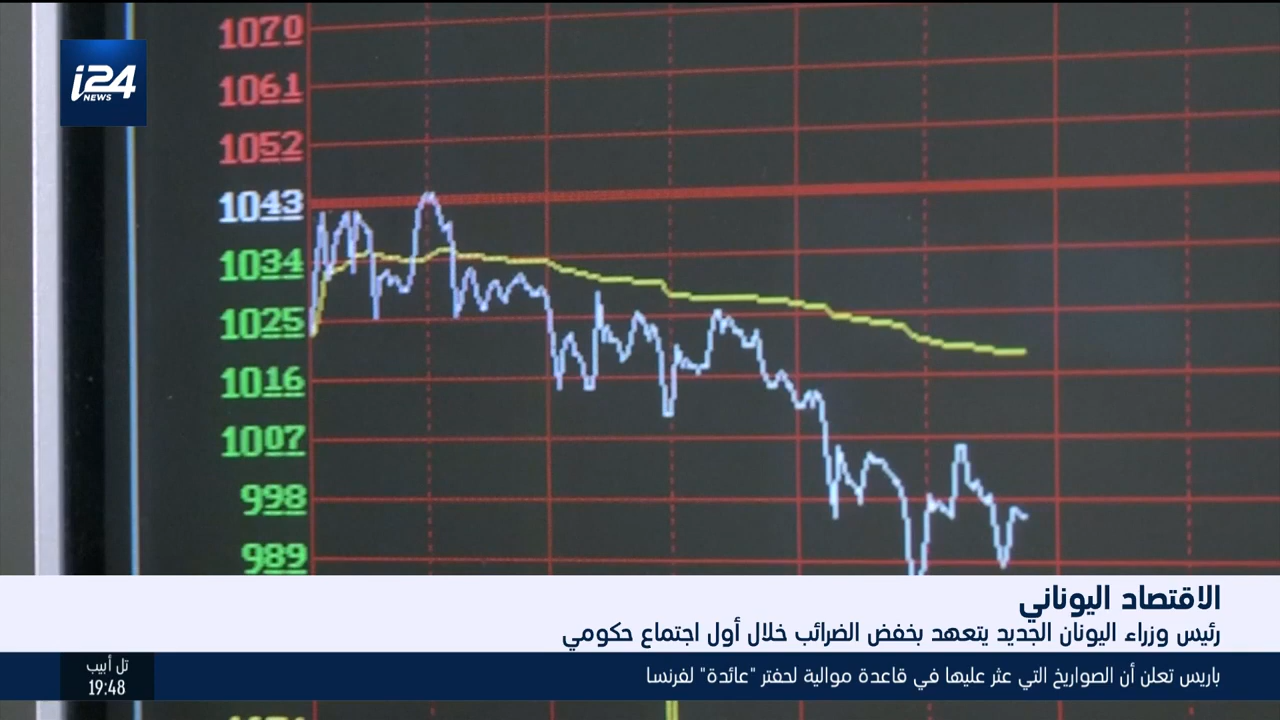 1070
i24
NEWS
1061
1052
1043
1034
1025
1016
1007
998
989
الاقتصاد اليوناني
رئيس وزراء اليونان الجديد يتعهد بخفض الضرائب خلال أول اجتماع حكومي
باريس تعلن أن الصواريخ التي عثر عليها في قاعدة موالية لحفتر "عائدة" لفرنسا
تل أبيب
19:48